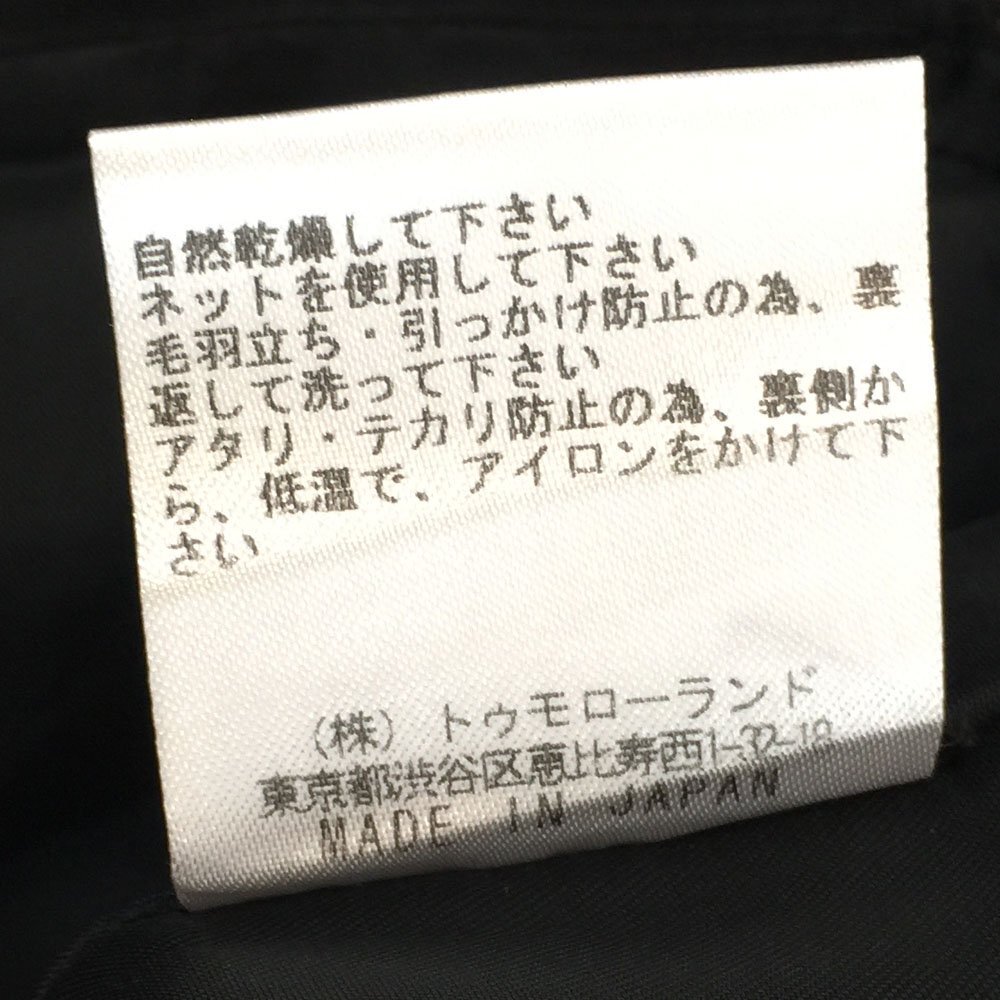 自然乾燥して下さい
ネットを使用して下さい
毛羽立ち・引っかけ防止の為、裏
返して洗って下さい
アタリ・テカリ防止の為、裏側か
ら、低温で、アイロンをかけて下
さい
(株) トゥモローランド
東京都渋谷区恵比寿西1-32-18
MADE IN JAPAN